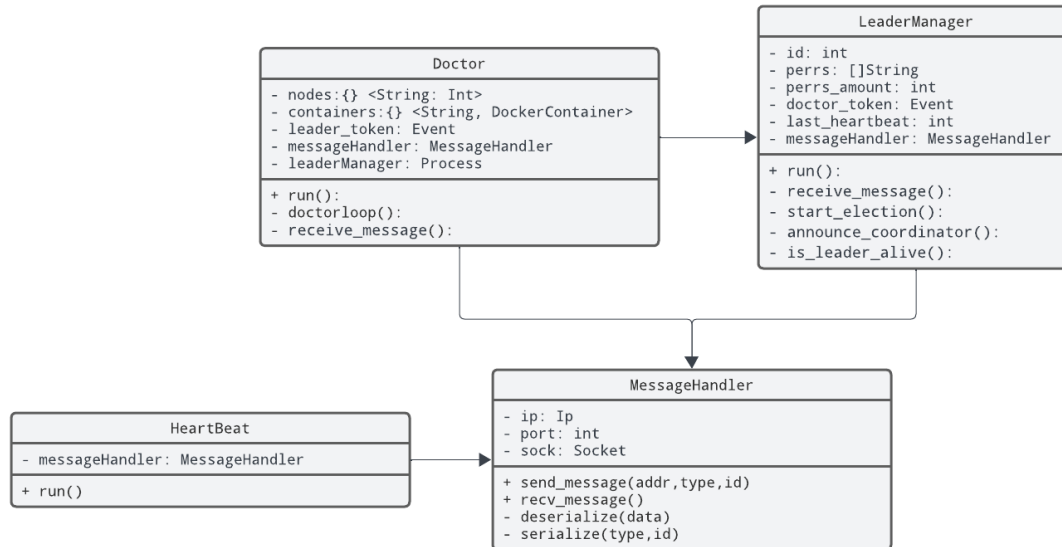 LeaderManager
- id: int
- perrs: []String
- perrs_amount: int
- doctor_token: Event
- last_heartbeat: int
- messageHandler: MessageHandler
+ run():
- receive_message():
- start_election():
- announce_coordinator():
- is_leader_alive():
Doctor
- nodes:{} <String: Int>
- containers:{} <String, DockerContainer>
- leader_token: Event
- messageHandler: MessageHandler
- leaderManager: Process
+ run():
- doctorloop():
- receive_message():
MessageHandler
- ip: Ip
- port: int
- sock: Socket
+ send_message(addr,type,id)
+ recv_message()
- deserialize(data)
- serialize(type,id)
HeartBeat
- messageHandler: MessageHandler
+ run()